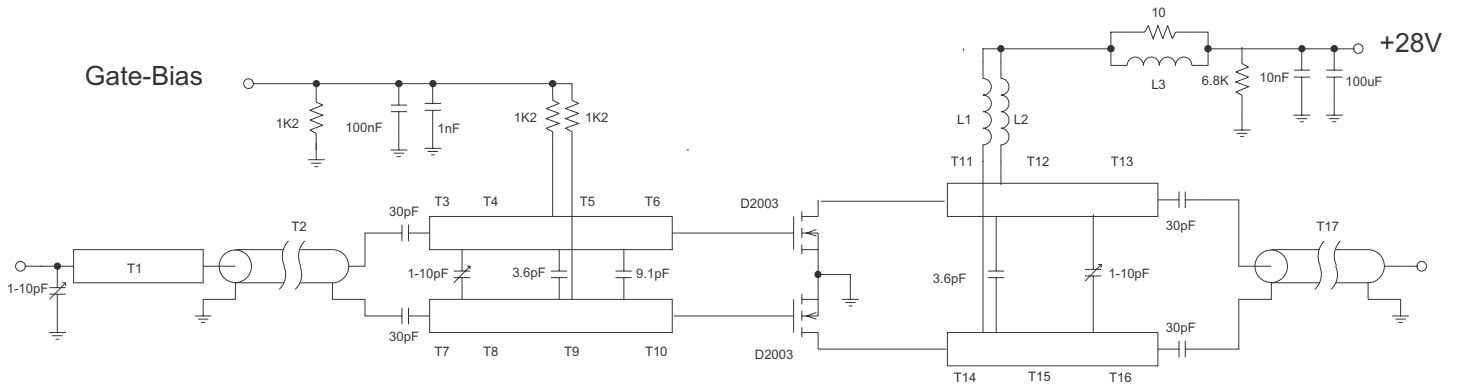 10
+28V
Gate-Bias
L3
6.8K
10nF
100uF
1K2
100nF
1nF
1K2
1K2
L1
L2
T11
T12
T13
T3
T4
T5
T6
D2003
30pF
30pF
T2
T17
T1
1-10pF
1-10pF
3.6pF
9.1pF
3.6pF
1-10pF
30pF
30pF
T7
T8
T9
T10
D2003
T14
T15
T16